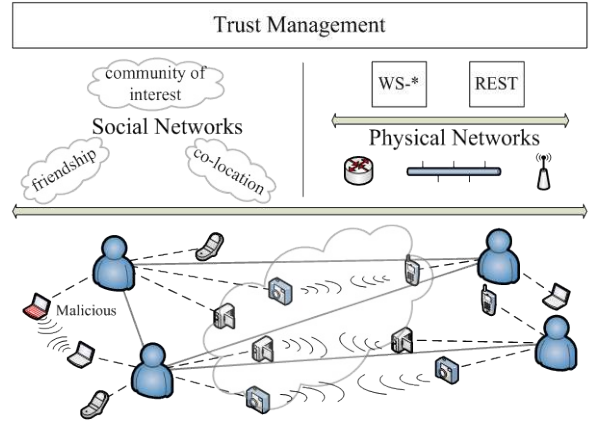 Trust Management
community of
interest
Social Networks
friendship
co-location
WS-*
REST
Physical Networks
Malicious